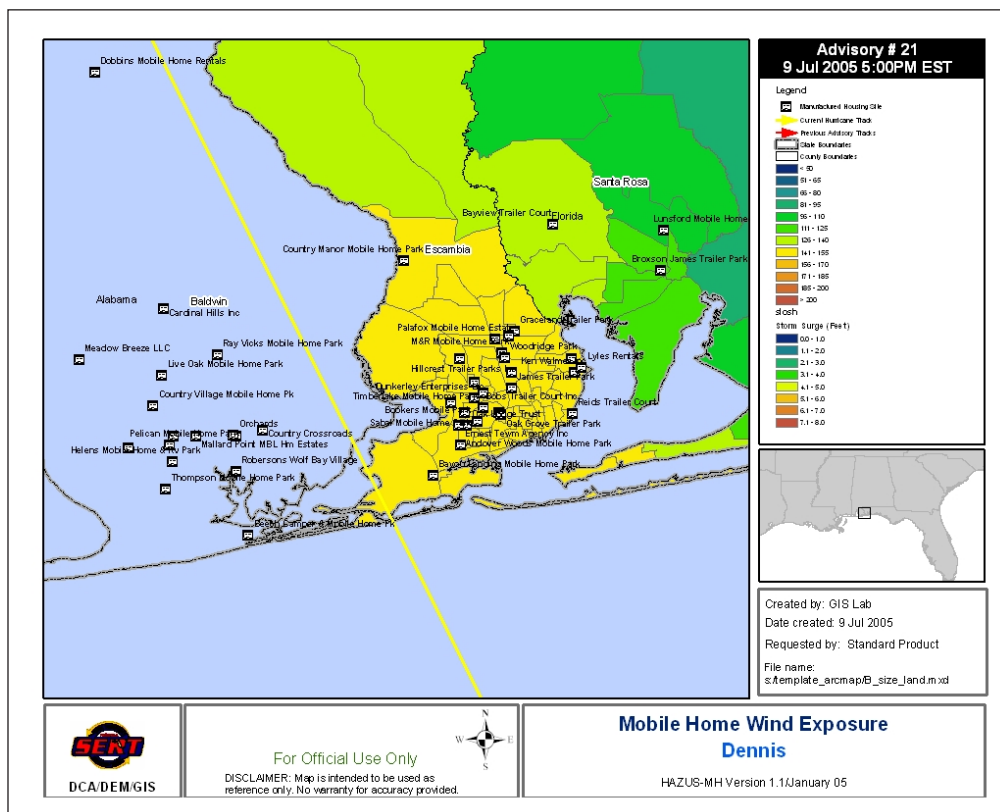 Advisory # 21
9 Jul 2005 5:00PM EST
Legend
Manufactured Housing Site
Current Hurricane Track
Previous Advisory Tracks
State Boundaries
County Boundaries
< 50
51 - 65
66 - 80
81 - 95
96 - 110
111 - 125
126 - 140
141 - 155
156 - 170
171 - 185
186 - 200
> 200
slosh
Storm Surge (Feet)
0.0 - 1.0
1.1 - 2.0
2.1 - 3.0
3.1 - 4.0
4.1 - 5.0
5.1 - 6.0
6.1 - 7.0
7.1 - 8.0
Dobbins Mobile Home Rentals
Santa Rosa
Bayview Trailer Court
Florida
Lunsford Mobile Home
Country Manor Mobile Home Park
Escambia
Broxson James Trailer Park
Alabama
Baldwin
Cardinal Hills Inc
Graceland Trailer Park
Palafox Mobile Home Estate
M&R Mobile Home
Woodridge Park
Meadow Breeze LLC
Ray Vicks Mobile Home Park
Lyles Rentals
Live Oak Mobile Home Park
Hillcrest Trailer Parks
James Trailer Park
Country Village Mobile Home Pk
Timberlake Mobile Home Park
Bobs Trailer Court Inc
Reids Trailer Court
Bookers Mobile
Trust
Orchards
Pelican Mobile Home Park
Country Crossroads
Sabal Mobile Home
Oak Grove Trailer Park
Mallard Point MBL Hm Estates
Andover Woods Mobile Home Park
Helens Mobile Home & Rv Park
Robersons Wolf Bay Village
Mobile Home Park
Thompson Mobile Home Park
Created by: GIS Lab
Date created: 9 Jul 2005
Requested by: Standard Product
File name:
s:/template_arcmap/B_size_land.mxd
SERT
DCA/DEM/GIS
For Official Use Only
DISCLAIMER: Map is intended to be used as
reference only. No warranty for accuracy provided.
N
W
E
S
Mobile Home Wind Exposure
Dennis
HAZUS-MH Version 1.1/January 05